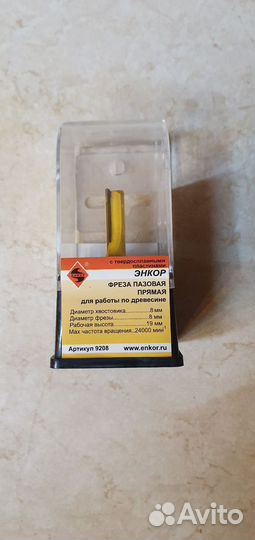 с твердосплавными
пластинами
ЭНКОР
ФРЕЗА ПАЗОВАЯ
ПРЯМАЯ
для работы по древесине
Диаметр хвостовика 8 мм
Диаметр фрезы 8 мм
Рабочая высота 19 мм
Мах частота вращения 24000 мин
Артикул 9208 www.enkor.ru
Avito